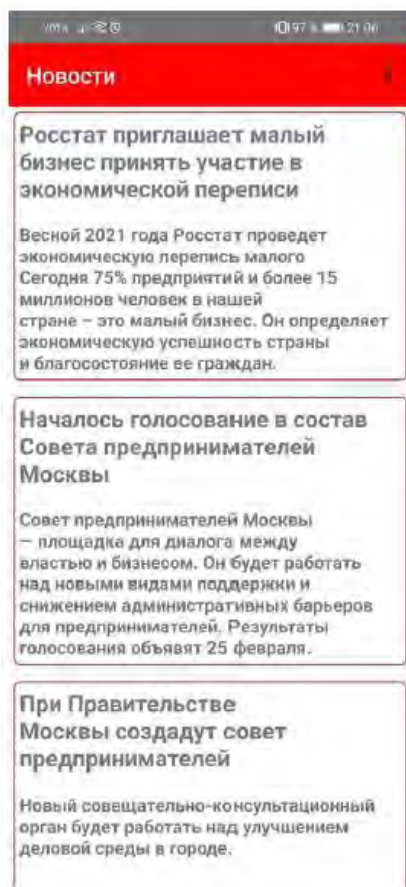 97 % 21:06
Новости
Росстат приглашает малый
бизнес принять участие в
экономической переписи
Весной 2021 года Росстат проведет
экономическую перепись малого
Сегодня 75% предприятий и более 15
миллионов человек в нашей
стране – это малый бизнес. Он определяет
экономическую успешность страны
и благосостояние ее граждан.
Началось голосование в состав
Совета предпринимателей
Москвы
Совет предпринимателей Москвы
– площадка для диалога между
властью и бизнесом. Он будет работать
над новыми видами поддержки и
снижением административных барьеров
для предпринимателей. Результаты
голосования объявят 25 февраля.
При Правительстве
Москвы создадут совет
предпринимателей
Новый совещательно-консультационный
орган будет работать над улучшением
деловой среды в городе.